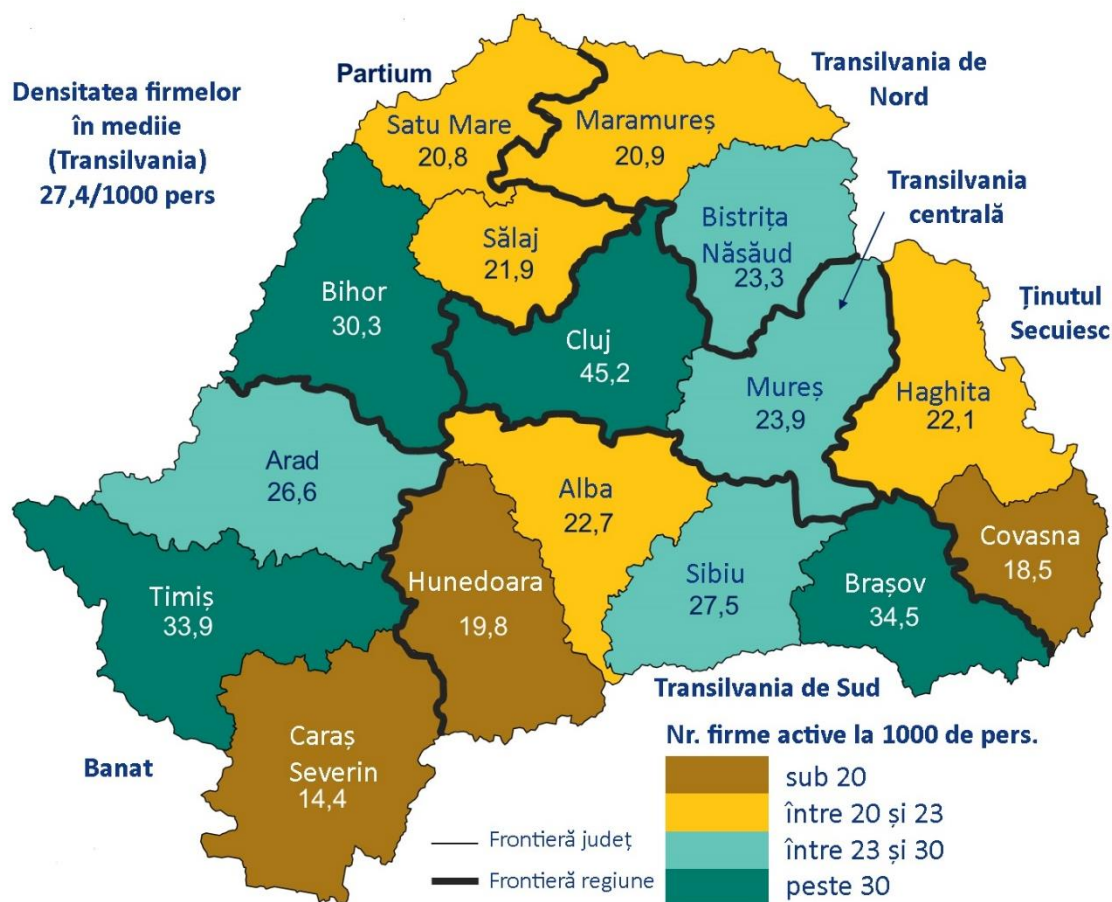 Densitatea firmelor
în mediie
(Transilvania)
27,4/1000 pers
Partium
Transilvania de
Nord
Satu Mare
20,8
Maramureș
20,9
Transilvania
centrală
Bistrița
Năsăud
23,3
Sălaj
21,9
Bihor
30,3
Cluj
45,2
Ținutul
Secuiesc
Mureș
23,9
Haghita
22,1
Arad
26,6
Alba
22,7
Covasna
18,5
Hunedoara
19,8
Sibiu
27,5
Brașov
34,5
Timiș
33,9
Transilvania de Sud
Caraș
Severin
14,4
Banat
Nr. firme active la 1000 de pers.
sub 20
între 20 și 23
între 23 și 30
peste 30
Frontieră județ
Frontieră regiune